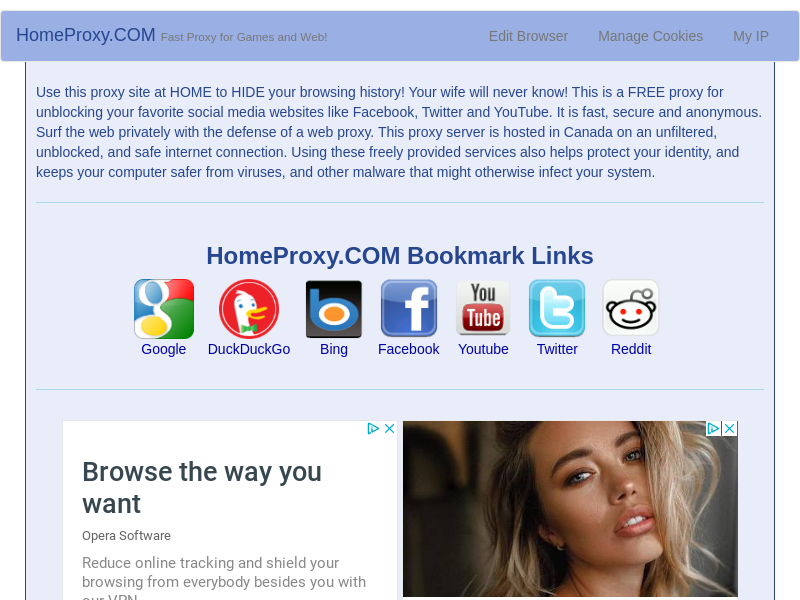 HomeProxy.COM Fast Proxy for Games and Web!
Edit Browser
Manage Cookies
My IP
Use this proxy site at HOME to HIDE your browsing history! Your wife will never know! This is a FREE proxy for
unblocking your favorite social media websites like Facebook, Twitter and YouTube. It is fast, secure and anonymous.
Surf the web privately with the defense of a web proxy. This proxy server is hosted in Canada on an unfiltered,
unblocked, and safe internet connection. Using these freely provided services also helps protect your identity, and
keeps your computer safer from viruses, and other malware that might otherwise infect your system.
HomeProxy.COM Bookmark Links
You
Tube
Google
DuckDuckGo
Bing
Facebook
Youtube
Twitter
Reddit
Browse the way you
want
Opera Software
Reduce online tracking and shield your
browsing from everybody besides you with
our VPN